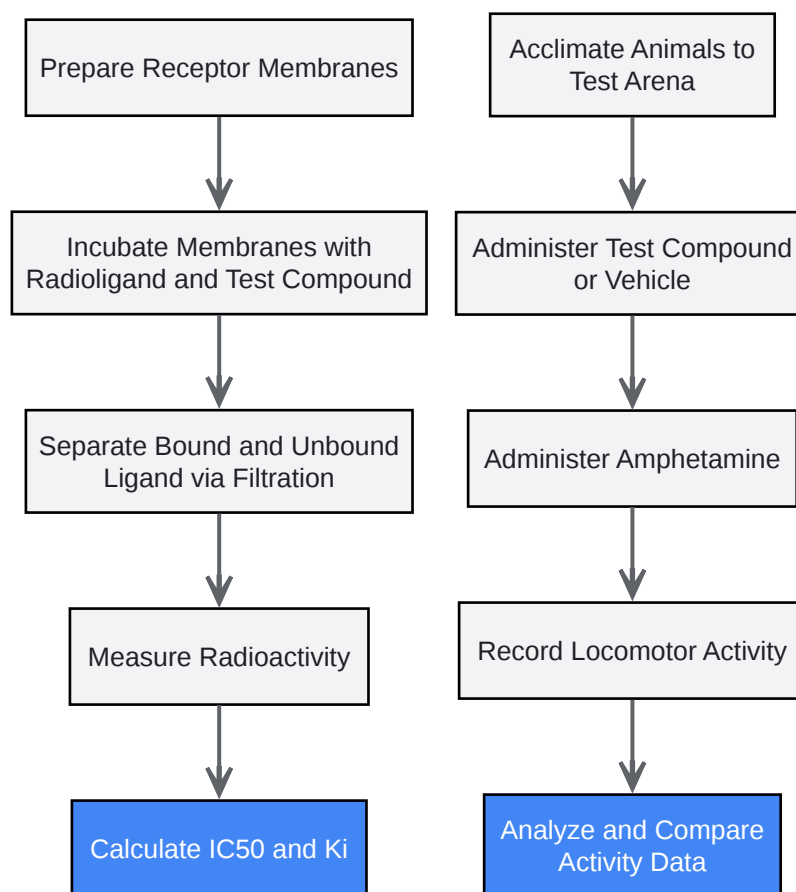 Prepare Receptor Membranes
Incubate Membranes with
Radioligand and Test Compound
Separate Bound and Unbound
Ligand via Filtration
Measure Radioactivity
Calculate IC50 and Ki
Acclimate Animals to
Test Arena
Administer Test Compound
or Vehicle
Administer Amphetamine
Record Locomotor Activity
Analyze and Compare
Activity Data